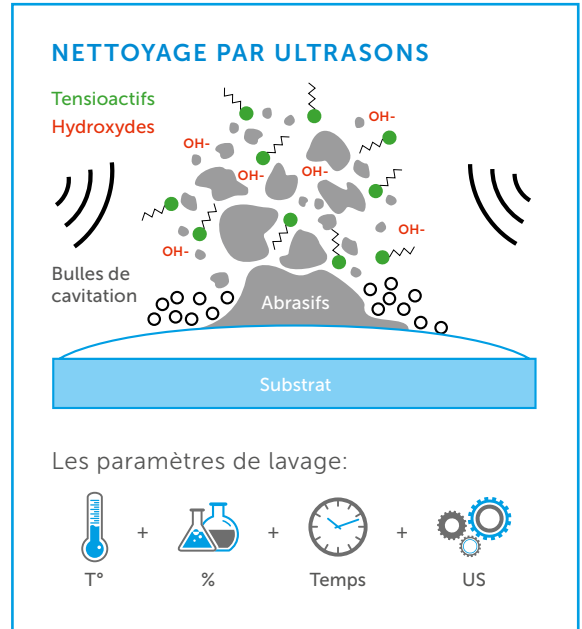 NETTOYAGE PAR ULTRASONS
Tensioactifs
Hydroxydes
OH-
OH-
OH-
OH-
OH-
OH-
OH-
Bulles de
cavitation
Abrasifs
Substrat
Les paramètres de lavage:
+
+
+
T°
%
Temps
US